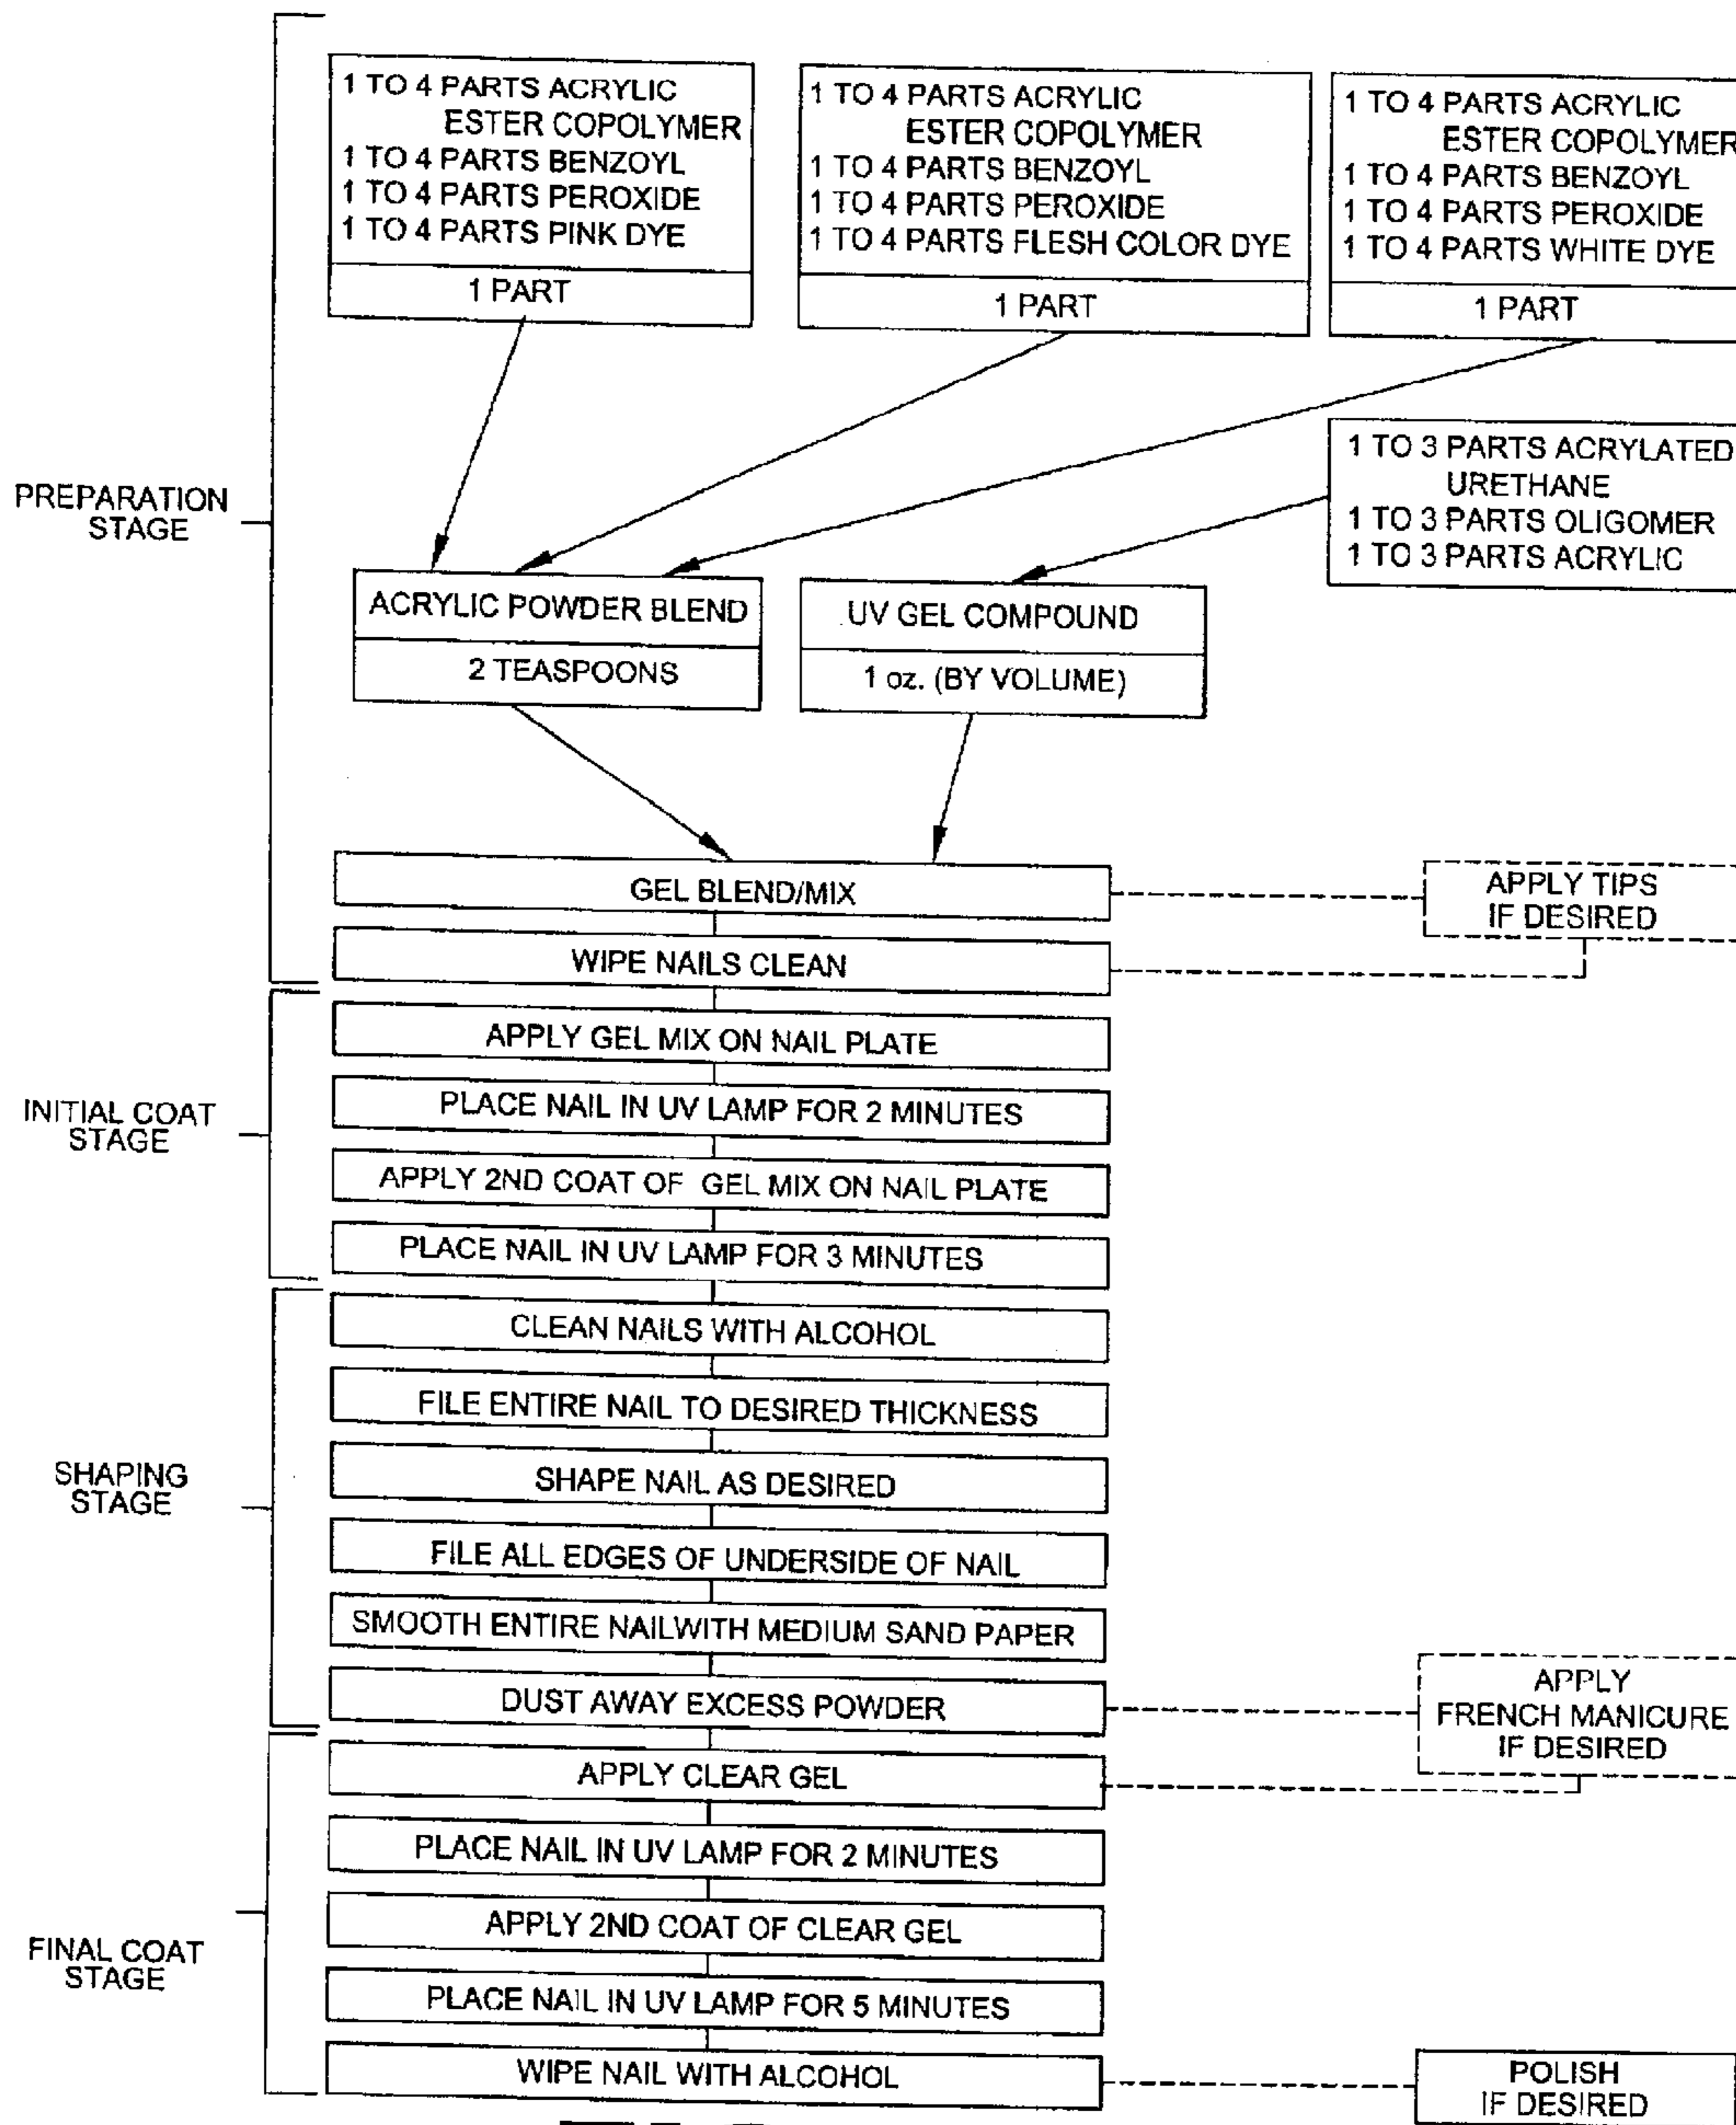 1 TO 4 PARTS ACRYLIC
ESTER COPOLYMER
1 TO 4 PARTS BENZOYL
1 TO 4 PARTS PEROXIDE
1 TO 4 PARTS PINK DYE
1 PART
1 TO 4 PARTS ACRYLIC
ESTER COPOLYMER
1 TO 4 PARTS BENZOYL
1 TO 4 PARTS PEROXIDE
1 TO 4 PARTS FLESH COLOR DYE
1 PART
1 TO 4 PARTS ACRYLIC
ESTER COPOLYMER
1 TO 4 PARTS BENZOYL
1 TO 4 PARTS PEROXIDE
1 TO 4 PARTS WHITE DYE
1 PART
1 TO 3 PARTS ACRYLATED
URETHANE
1 TO 3 PARTS OLIGOMER
1 TO 3 PARTS ACRYLIC
PREPARATION
STAGE
ACRYLIC POWDER BLEND
2 TEASPOONS
UV GEL COMPOUND
1 oz. (BY VOLUME)
GEL BLEND/MIX
APPLY TIPS
IF DESIRED
WIPE NAILS CLEAN
INITIAL COAT
STAGE
APPLY GEL MIX ON NAIL PLATE
PLACE NAIL IN UV LAMP FOR 2 MINUTES
APPLY 2ND COAT OF GEL MIX ON NAIL PLATE
PLACE NAIL IN UV LAMP FOR 3 MINUTES
SHAPING
STAGE
CLEAN NAILS WITH ALCOHOL
FILE ENTIRE NAIL TO DESIRED THICKNESS
SHAPE NAIL AS DESIRED
FILE ALL EDGES OF UNDERSIDE OF NAIL
SMOOTH ENTIRE NAILWITH MEDIUM SAND PAPER
DUST AWAY EXCESS POWDER
APPLY
FRENCH MANICURE
IF DESIRED
FINAL COAT
STAGE
APPLY CLEAR GEL
PLACE NAIL IN UV LAMP FOR 2 MINUTES
APPLY 2ND COAT OF CLEAR GEL
PLACE NAIL IN UV LAMP FOR 5 MINUTES
WIPE NAIL WITH ALCOHOL
POLISH
IF DESIRED